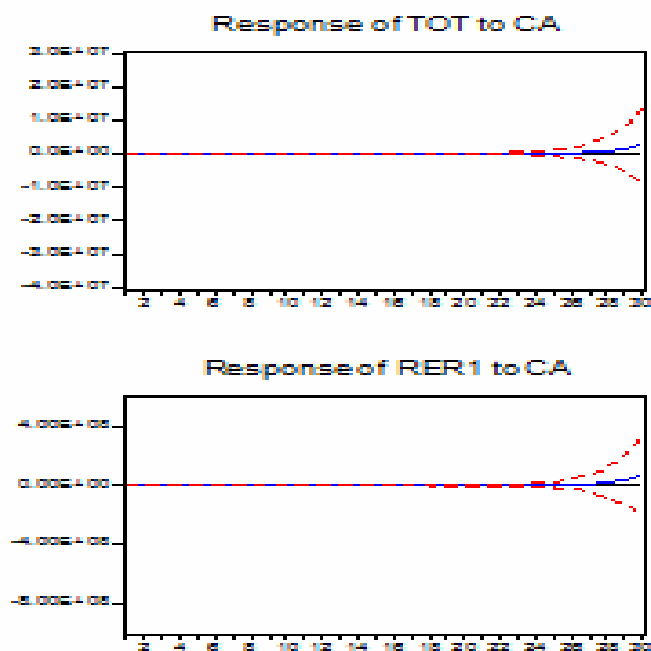 Response of TOT to CA
3.0E+07
2.0E+07
1.0E+07
0.0E+00
-1.0E+07
-2.0E+07
-3.0E+07
-4.0E+07
2 4 6 8 10 12 14 16 18 20 22 24 26 28 30
Response of RER1 to CA
4.00E+08
0.00E+00
-4.00E+08
-8.00E+08
2 4 6 8 10 12 14 16 18 20 22 24 26 28 30